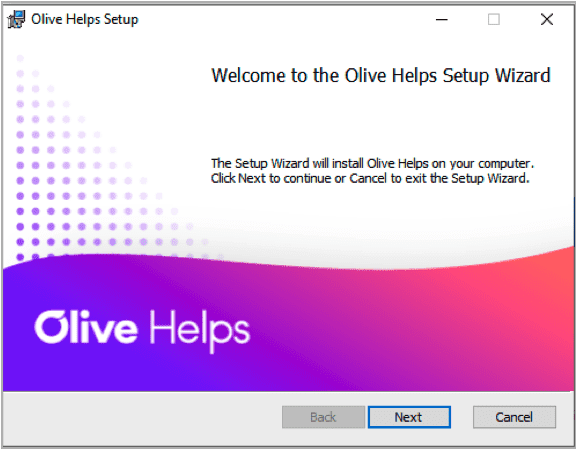 Olive Helps Setup
Welcome to the Olive Helps Setup Wizard
The Setup Wizard will install Olive Helps on your computer.
Click Next to continue or Cancel to exit the Setup Wizard.
Olive Helps
Back
Next
Cancel